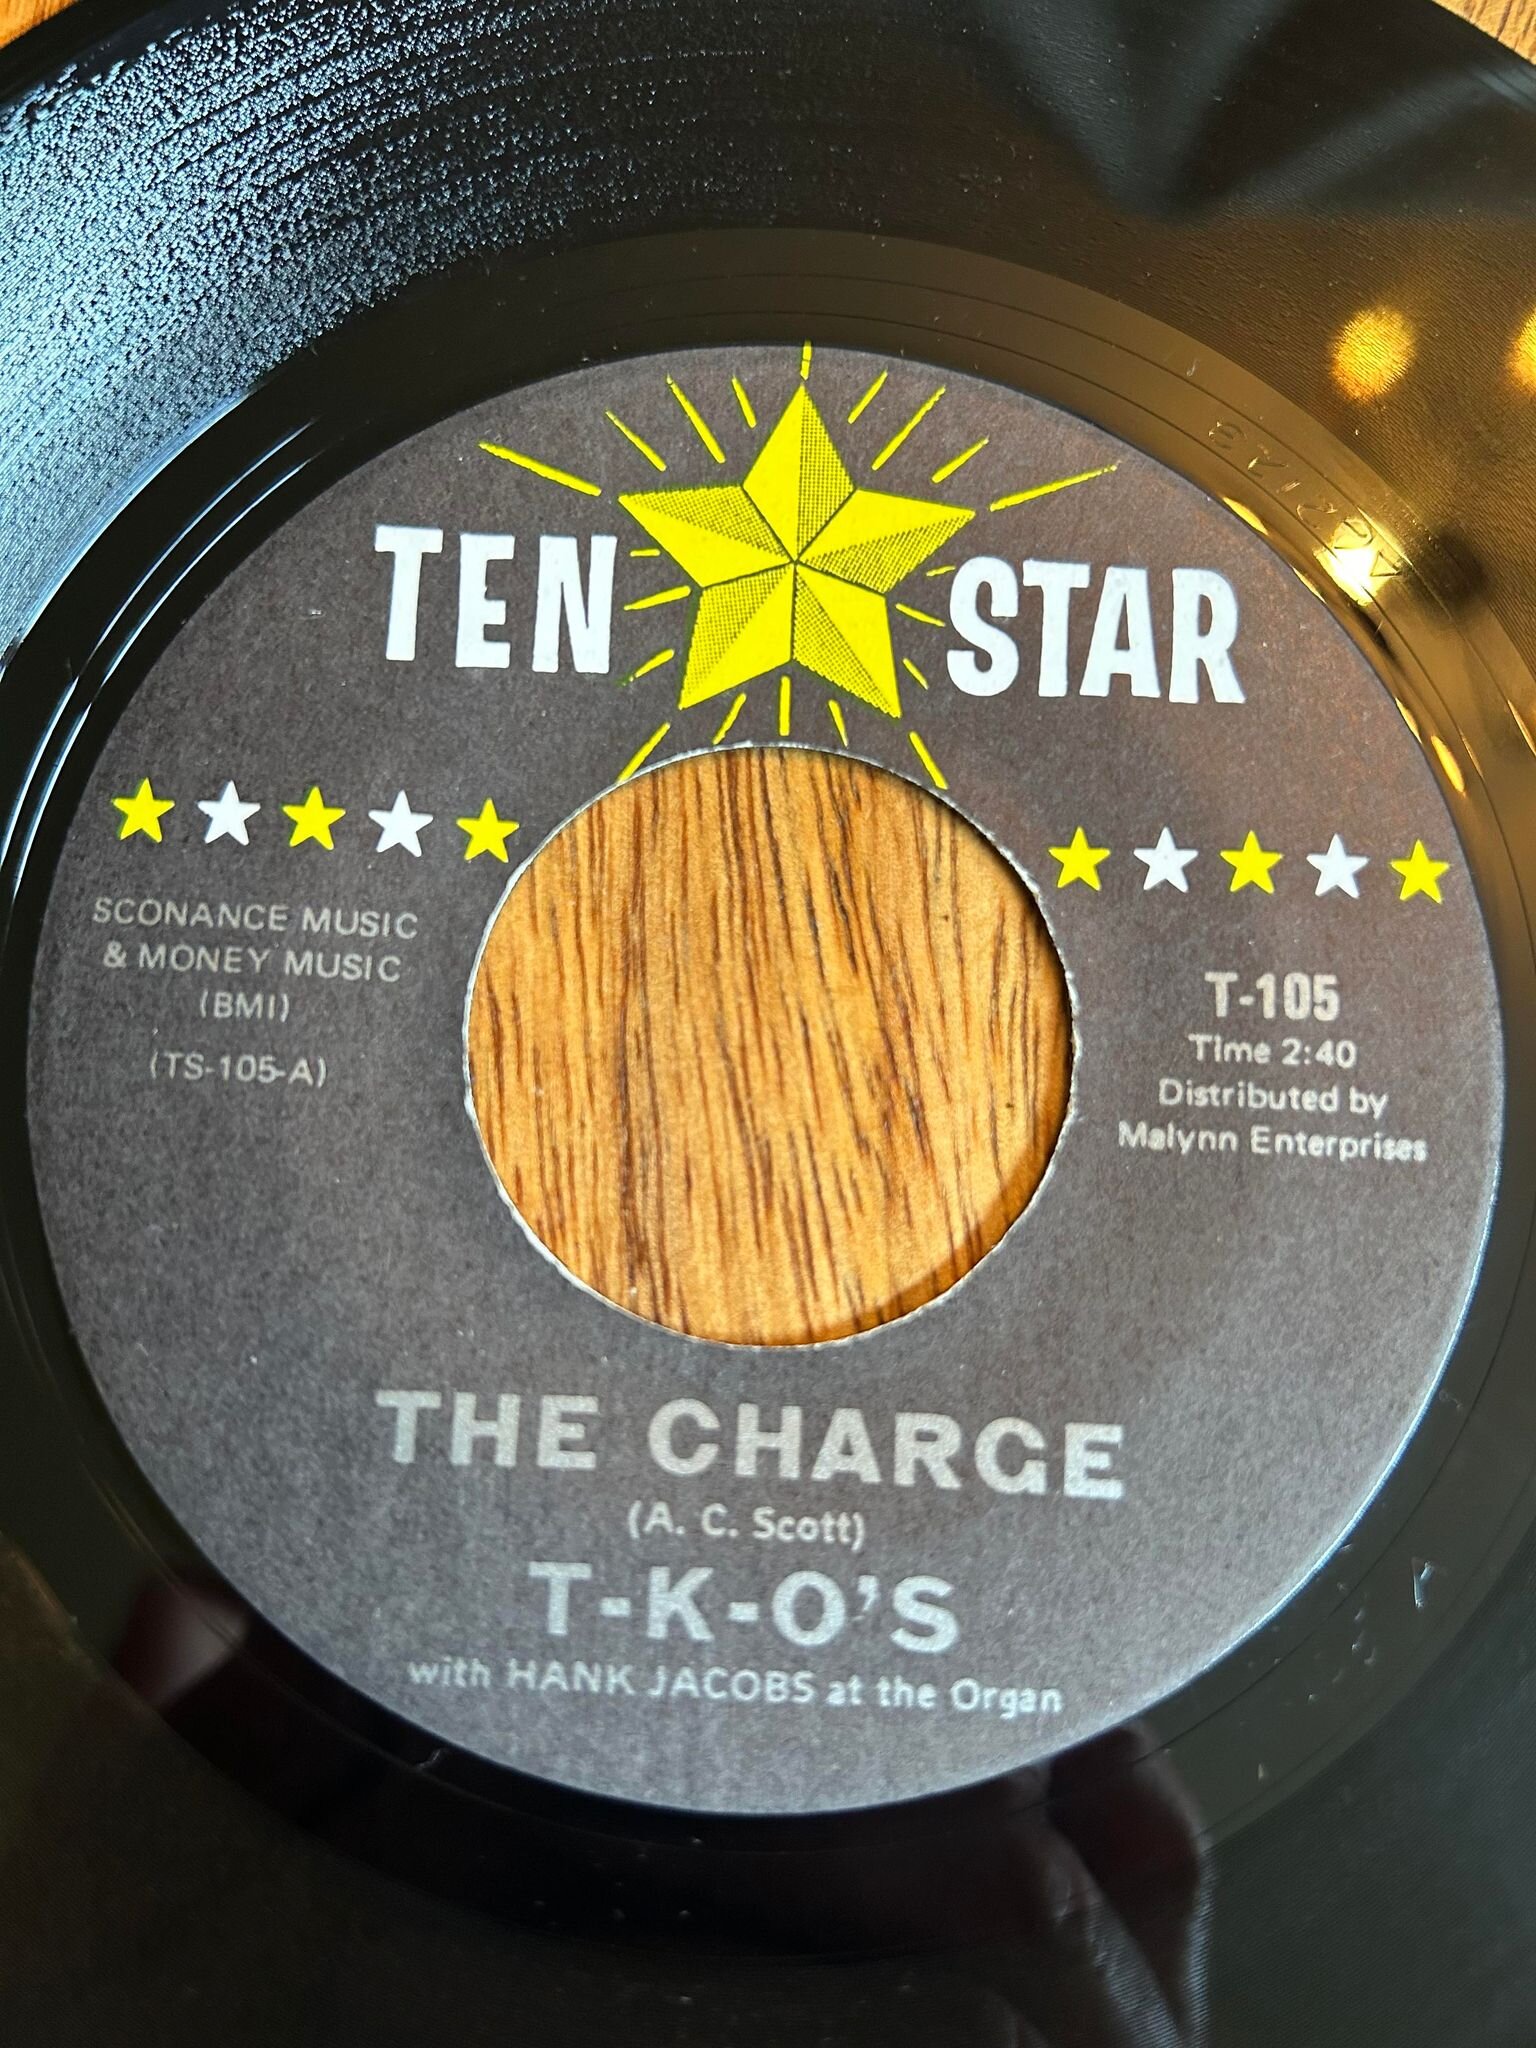 TEN STAR
SCONANCE MUSIC
& MONEY MUSIC
(BMI)
(TS-105-A)
T-105
Time 2:40
Distributed by
Malynn Enterprises
THE CHARGE
(A. C. Scott)
T-K-O'S
with HANK JACOBS at the Organ